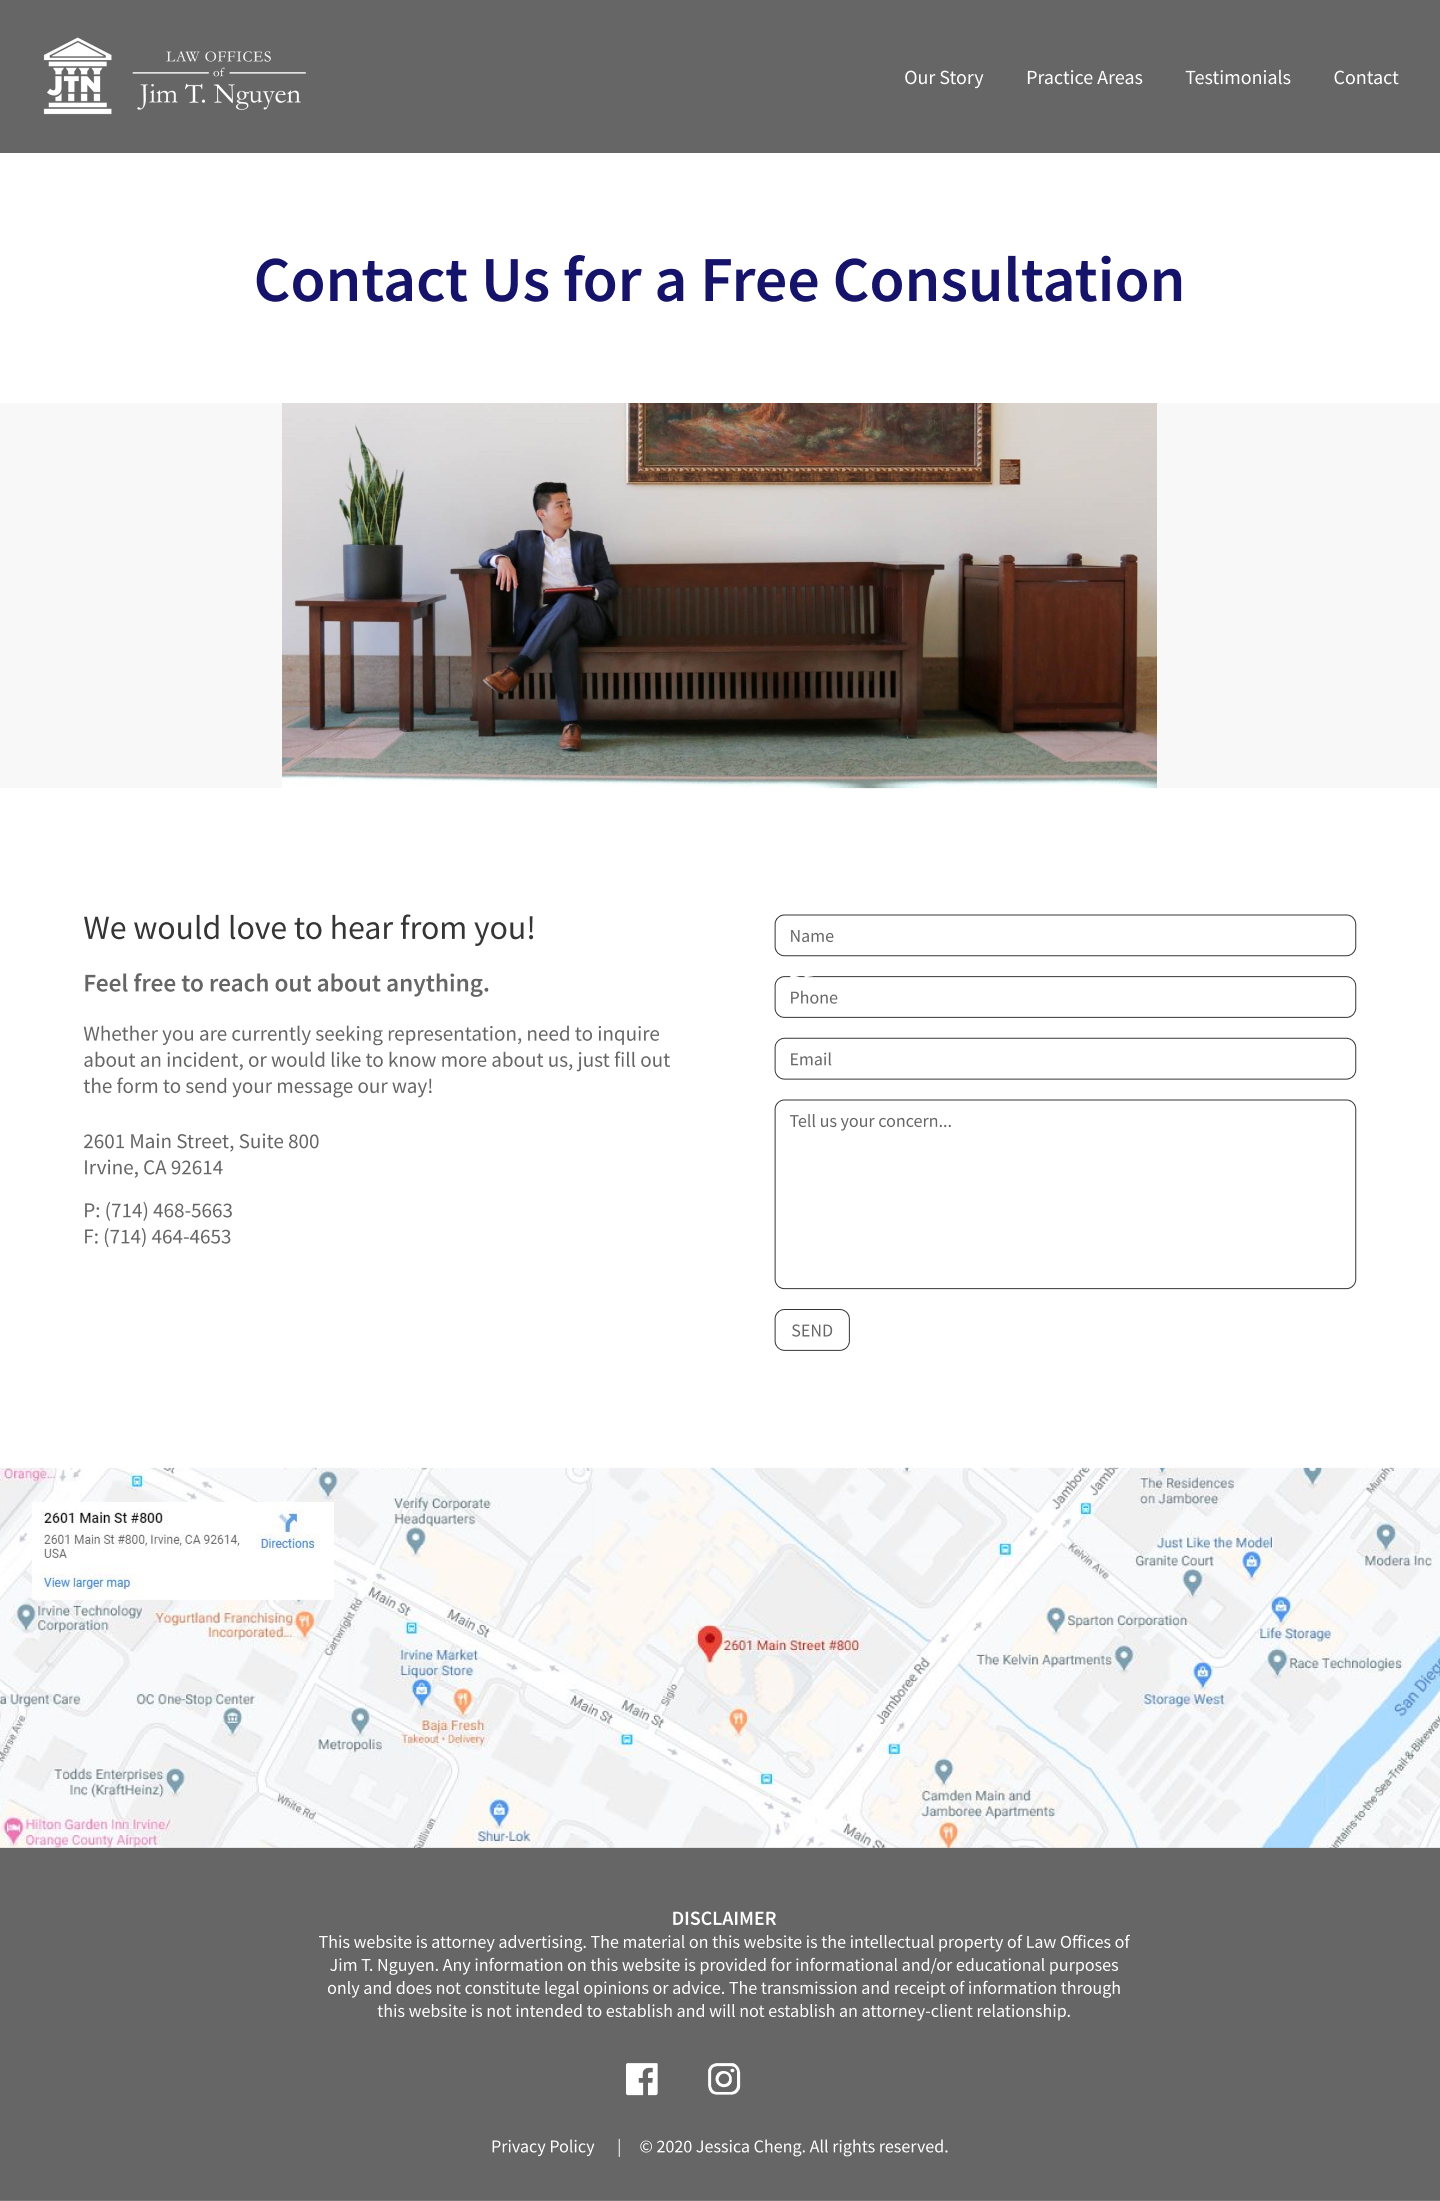 JTN
LAW OFFICES
of
Jim T. Nguyen
Our Story
Practice Areas
Testimonials
Contact
Contact Us for a Free Consultation
We would love to hear from you!
Feel free to reach out about anything.
Whether you are currently seeking representation, need to inquire
about an incident, or would like to know more about us, just fill out
the form to send your message our way!
2601 Main Street, Suite 800
Irvine, CA 92614
P: (714) 468-5663
F: (714) 464-4653
Name
Phone
Email
Tell us your concern...
SEND
Orange...
2601 Main St #800
2601 Main St #800, Irvine, CA 92614,
USA
Directions
View larger map
Verify Corporate
Headquarters
The Residences
on Jamboree
Just Like the Model
Granite Court
Modera Inc
Kelvin Ave
Irvine Technology
Corporation
Yogurtland Franchising
Incorporated...
Cartwright Rd
Main St
Main St
Irvine Market
Liquor Store
2601 Main Street #800
Sparton Corporation
Life Storage
The Kelvin Apartments
Race Technologies
Storage West
a Urgent Care
OC One-Stop Center
Baja Fresh
Takeout • Delivery
Metropolis
Main St
Main St
Siglo
Jamboree Rd
San Dieg
Morse Ave
Todds Enterprises
Inc (KraftHeinz)
White Rd
Camden Main and
Jamboree Apartments
Hilton Garden Inn Irvine/
Orange County Airport
Shur-Lok
Main St
ntains-to-the-Sea-Trail & Bikeway
DISCLAIMER
This website is attorney advertising. The material on this website is the intellectual property of Law Offices of
Jim T. Nguyen. Any information on this website is provided for informational and/or educational purposes
only and does not constitute legal opinions or advice. The transmission and receipt of information through
this website is not intended to establish and will not establish an attorney-client relationship.
Privacy Policy | © 2020 Jessica Cheng. All rights reserved.